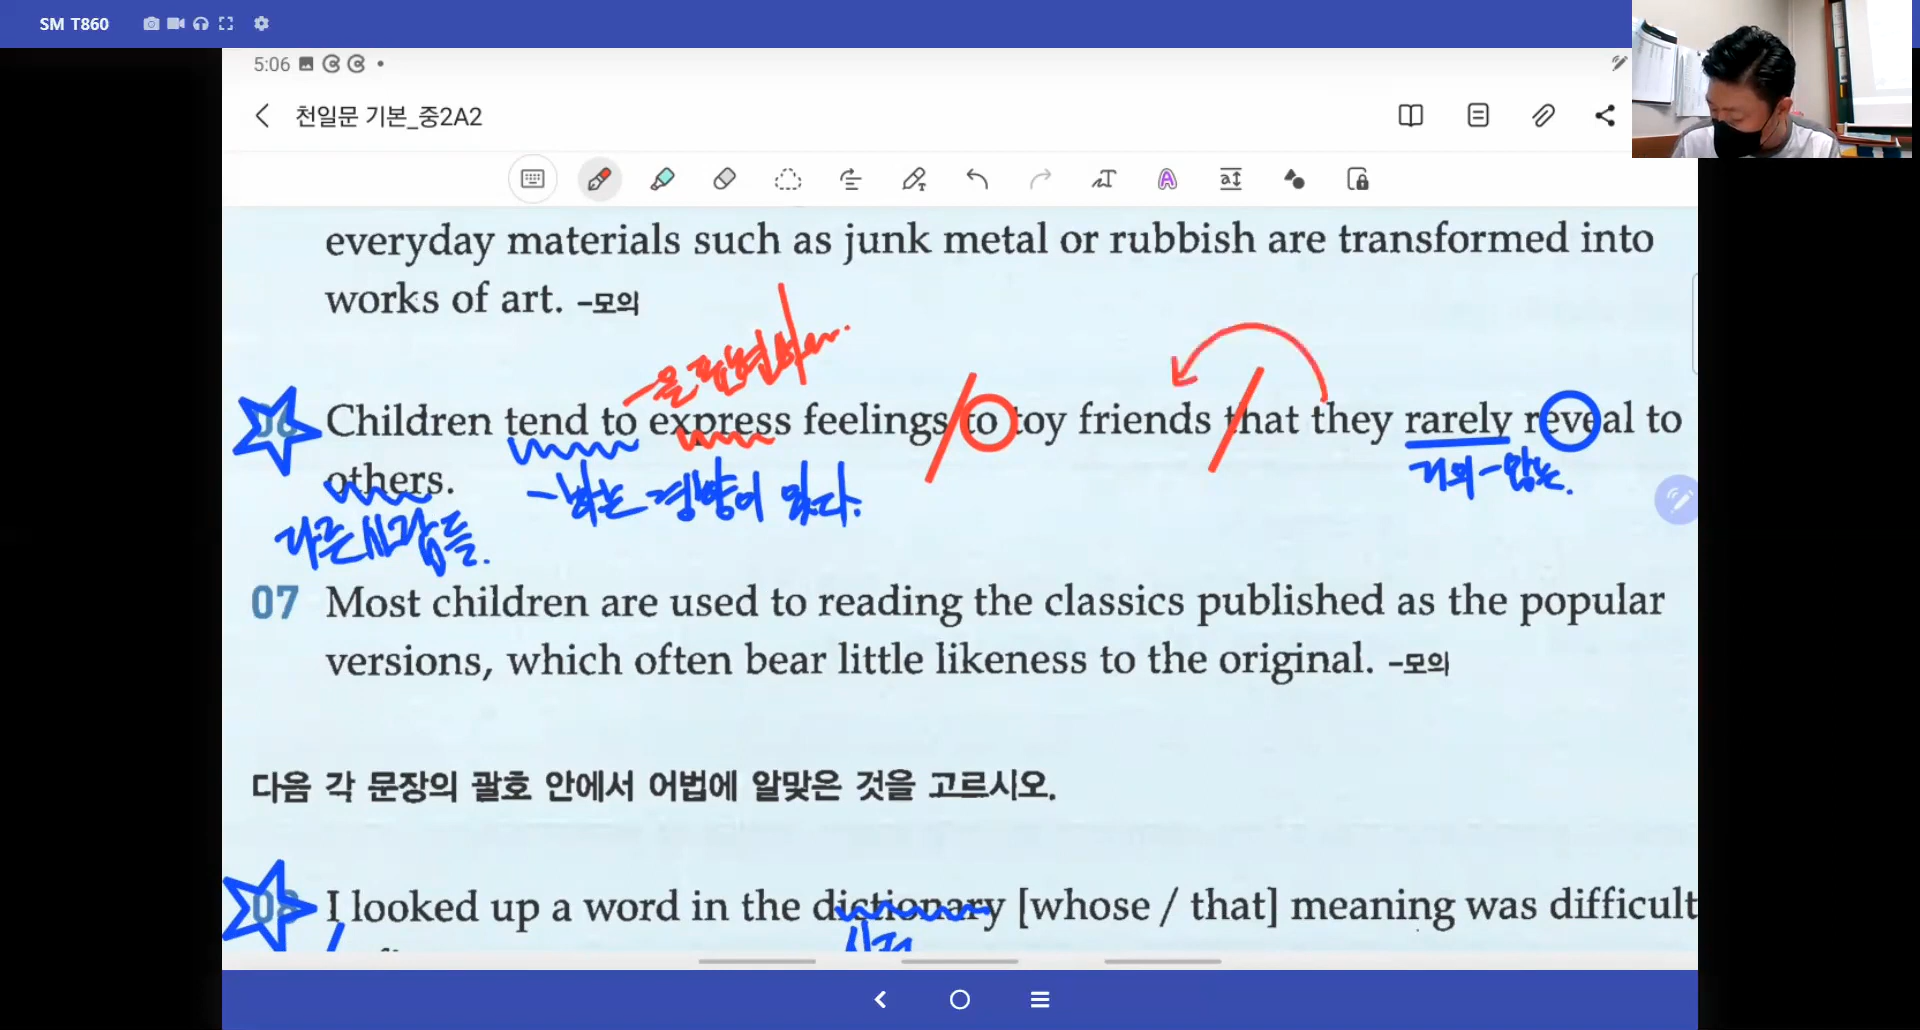 SM T860
5:06
천일문 기본_중2A2
everyday materials such as junk metal or rubbish are transformed into
works of art. –모의
–을 표현하는
06 Children tend to express feelings to toy friends that they rarely reveal to
others.
–하는 경향이 있다.
거의 –않는.
다른사람들.
07 Most children are used to reading the classics published as the popular
versions, which often bear little likeness to the original. –모의
다음 각 문장의 괄호 안에서 어법에 알맞은 것을 고르시오.
08 I looked up a word in the dictionary [whose / that] meaning was difficult